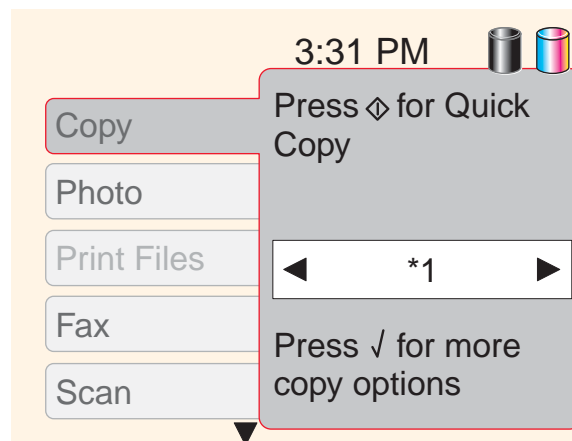 3:31 PM
Copy
Photo
Print Files
Fax
Scan
Press ⟐ for Quick
Copy
◀ *1 ▶
Press √ for more
copy options